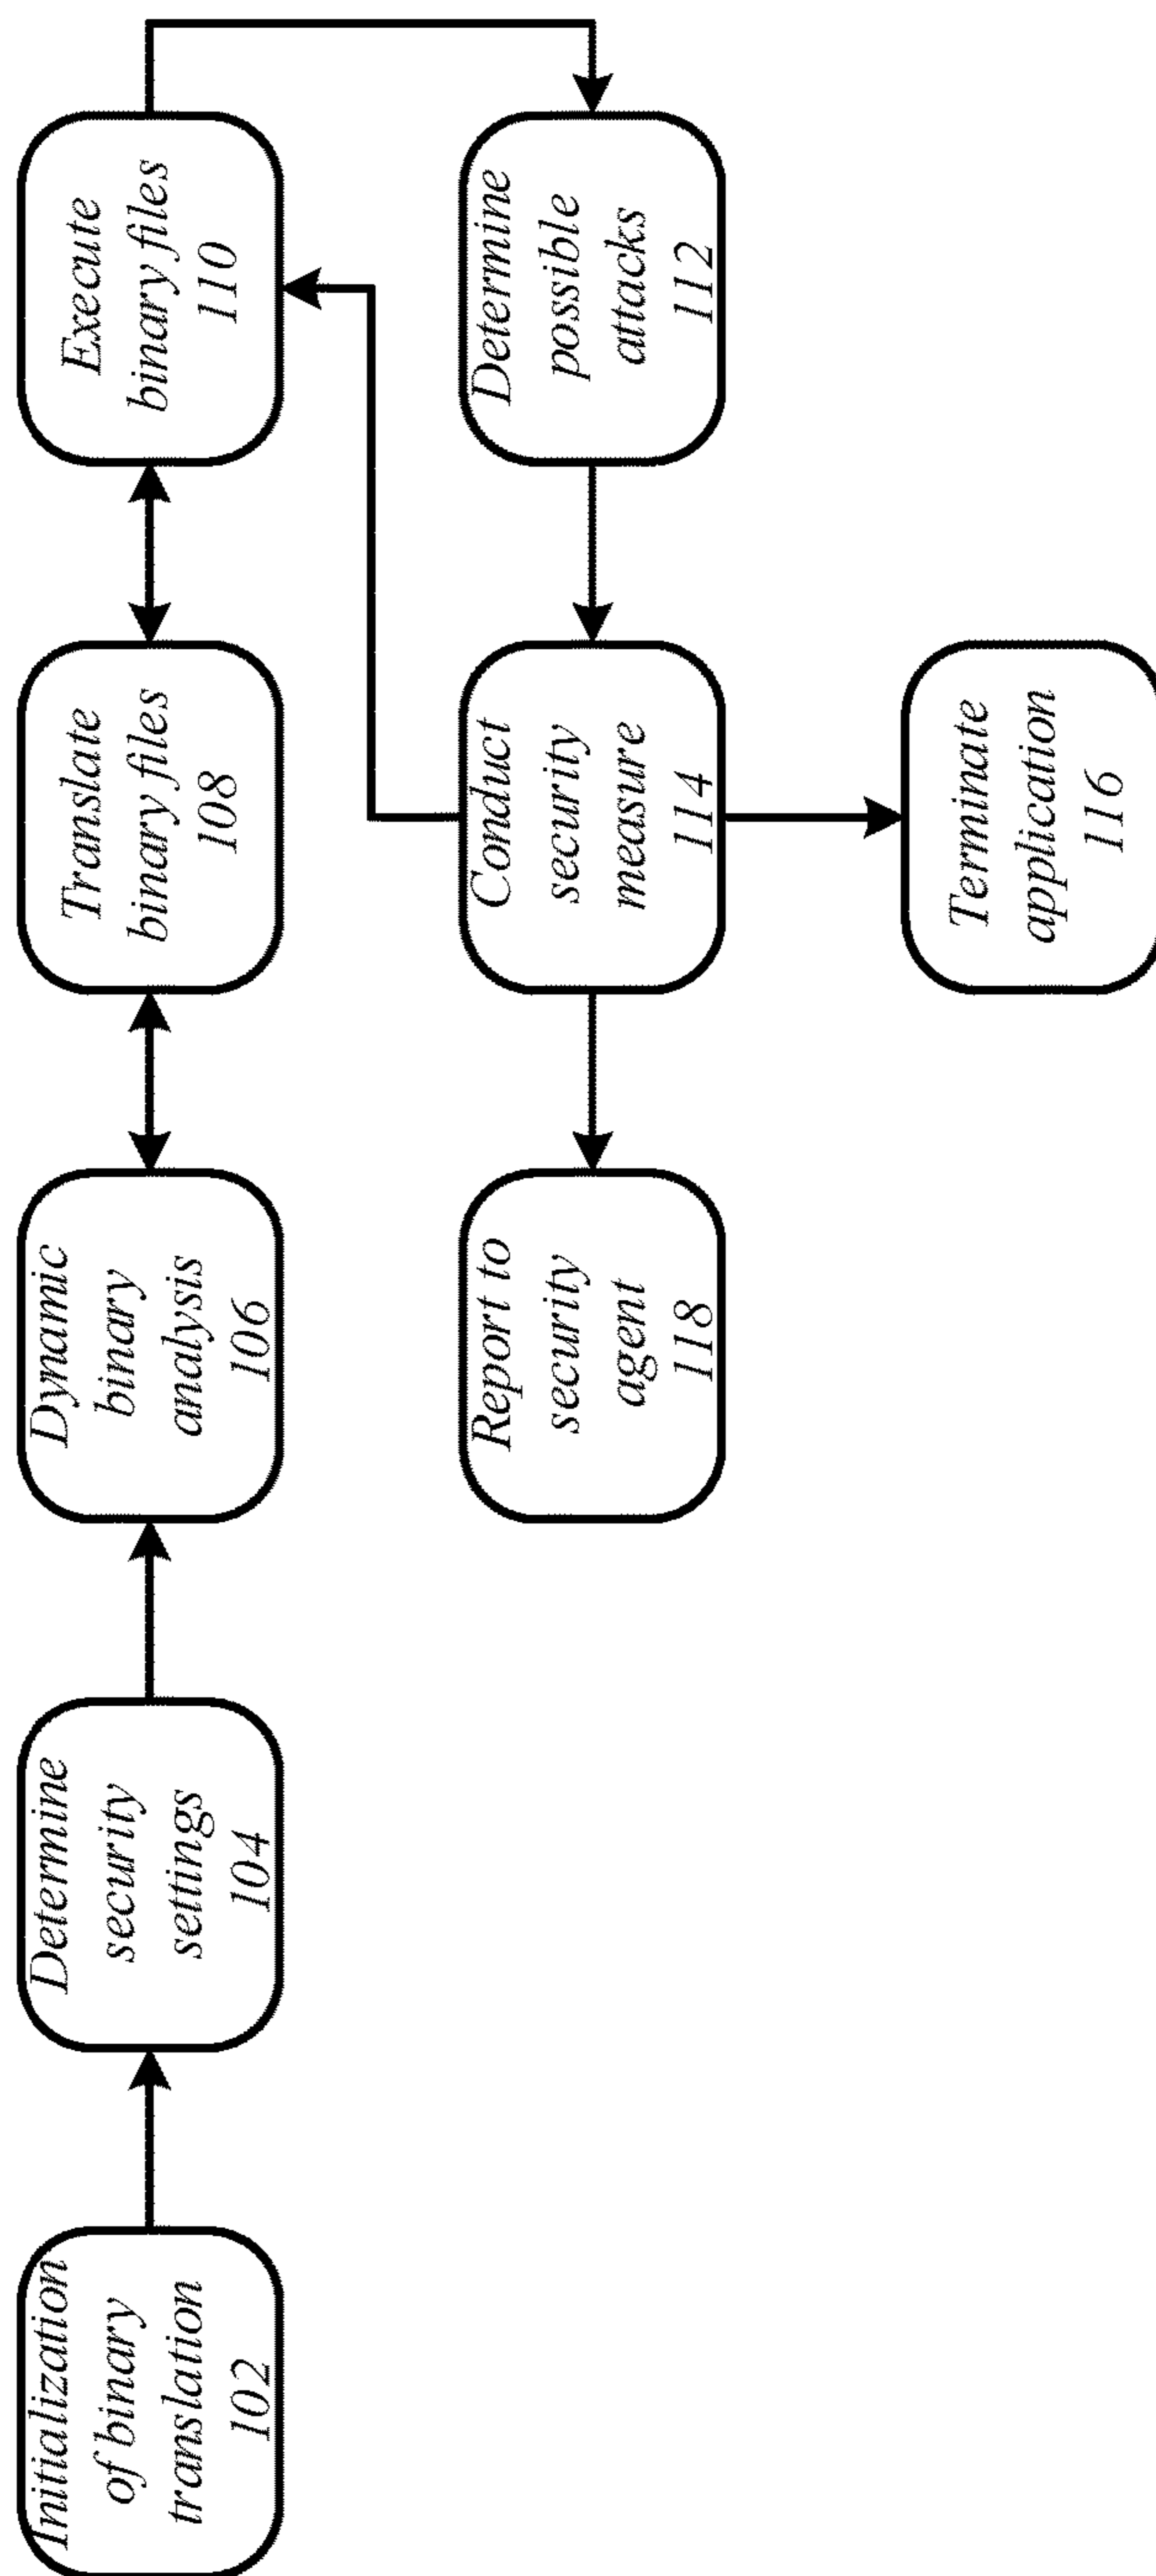 Initialization
of binary
translation
102
Determine
security
settings
104
Dynamic
binary
analysis
106
Translate
binary files
108
Execute
binary files
110
Report to
security
agent
118
Conduct
security
measure
114
Determine
possible
attacks
112
Terminate
application
116